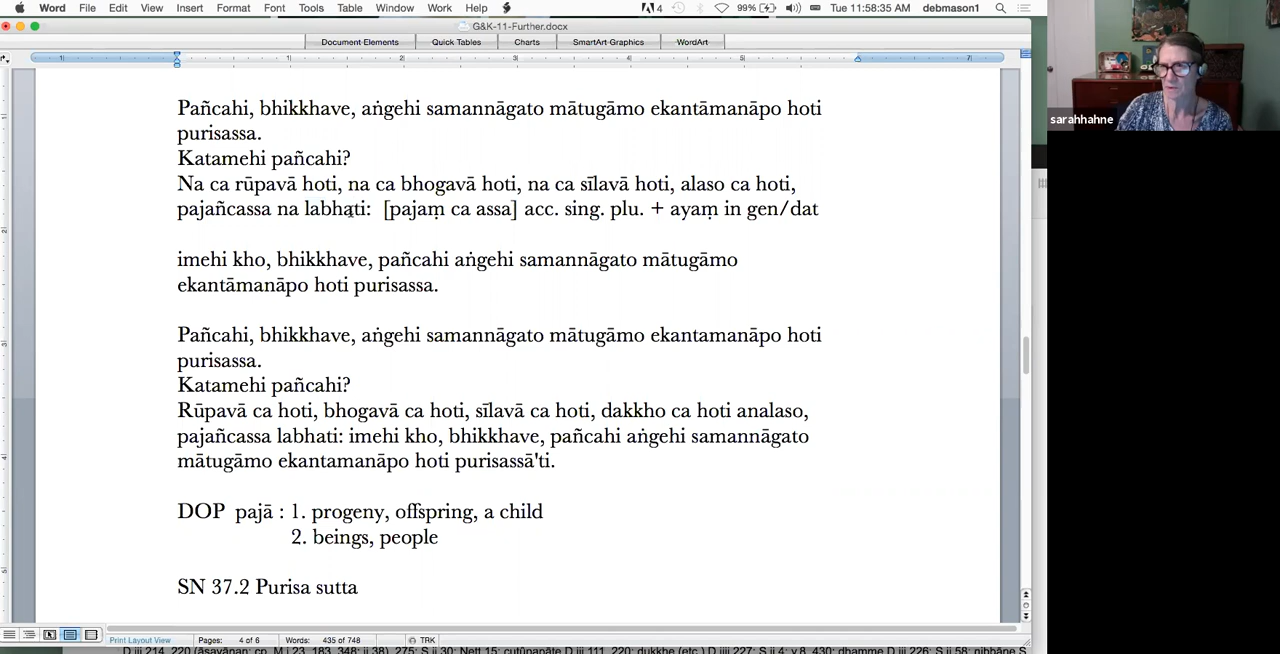 Word File Edit View Insert Format Font Tools Table Window Work Help 4 99% Tue 11:58:35 AM debmason1
G&K-11-Further.docx
Document Elements Quick Tables Charts SmartArt Graphics WordArt
Pañcahi, bhikkhave, aṅgehi samannāgato mātugāmo ekantāmanāpo hoti
purisassa.
Katamehi pañcahi?
Na ca rūpavā hoti, na ca bhogavā hoti, na ca sīlavā hoti, alaso ca hoti,
pajañcassa na labhati: [pajaṃ ca assa] acc. sing. plu. + ayaṃ in gen/dat
imehi kho, bhikkhave, pañcahi aṅgehi samannāgato mātugāmo
ekantāmanāpo hoti purisassa.
Pañcahi, bhikkhave, aṅgehi samannāgato mātugāmo ekantamanāpo hoti
purisassa.
Katamehi pañcahi?
Rūpavā ca hoti, bhogavā ca hoti, sīlavā ca hoti, dakkho ca hoti analaso,
pajañcassa labhati: imehi kho, bhikkhave, pañcahi aṅgehi samannāgato
mātugāmo ekantamanāpo hoti purisassā'ti.
DOP pajā : 1. progeny, offspring, a child
2. beings, people
SN 37.2 Purisa sutta
Print Layout View Pages: 4 of 6 Words: 435 of 748 TRK
sarahhahne